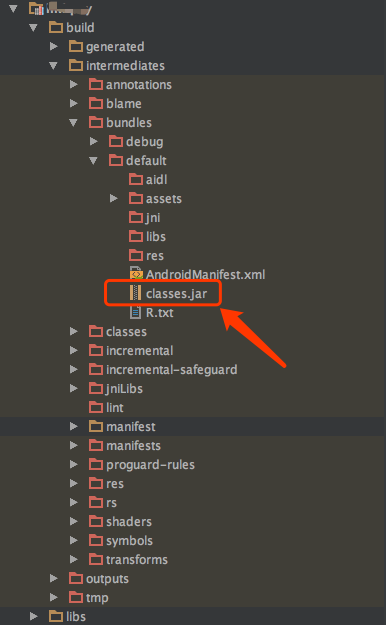 build
generated
intermediates
annotations
blame
bundles
debug
default
aidl
assets
jni
libs
res
AndroidManifest.xml
classes.jar
R.txt
classes
incremental
incremental-safeguard
jniLibs
lint
manifest
manifests
proguard-rules
res
rs
shaders
symbols
transforms
outputs
tmp
libs